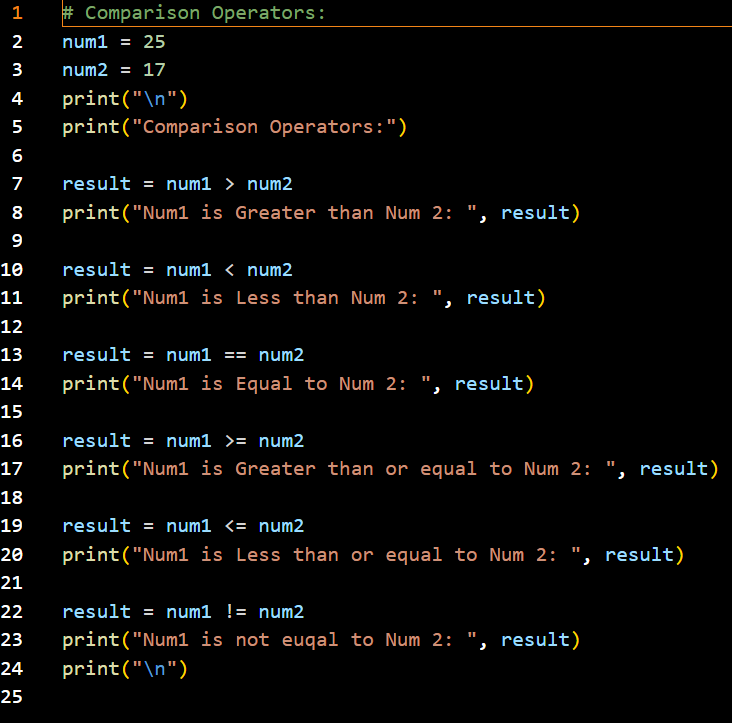 1 # Comparison Operators:
2 num1 = 25
3 num2 = 17
4 print("\n")
5 print("Comparison Operators:")
6
7 result = num1 > num2
8 print("Num1 is Greater than Num 2: ", result)
9
10 result = num1 < num2
11 print("Num1 is Less than Num 2: ", result)
12
13 result = num1 == num2
14 print("Num1 is Equal to Num 2: ", result)
15
16 result = num1 >= num2
17 print("Num1 is Greater than or equal to Num 2: ", result)
18
19 result = num1 <= num2
20 print("Num1 is Less than or equal to Num 2: ", result)
21
22 result = num1 != num2
23 print("Num1 is not euqal to Num 2: ", result)
24 print("\n")
25